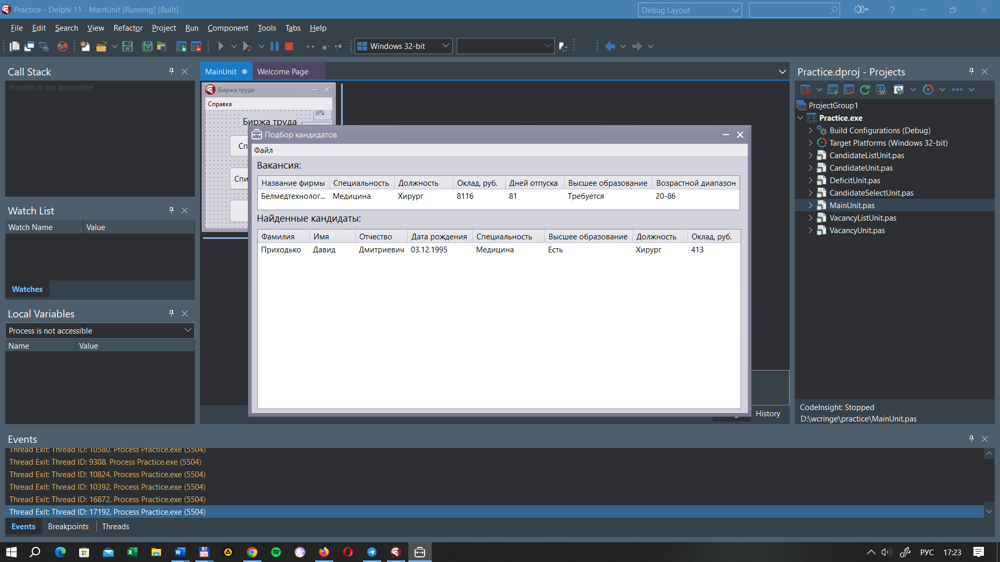 Practice - Delphi 11 - MainUnit [Running] [Built]
Debug Layout
?
File Edit Search View Refactor Project Run Component Tools Tabs Help
Windows 32-bit
Call Stack
Process is not accessible
Watch List
Watch Name Value
Watches
Local Variables
Process is not accessible
Name Value
MainUnit Welcome Page
Биржа труда
Справка
Биржа труда
Сп
Спи
Подбор кандидатов
Файл
Вакансия:
Название фирмы Специальность Должность Оклад, руб. Дней отпуска Высшее образование Возрастной диапазон
Белмедтехнолог... Медицина Хирург 8116 81 Требуется 20-86
Найденные кандидаты:
Фамилия Имя Отчество Дата рождения Специальность Высшее образование Должность Оклад, руб.
Приходько Давид Дмитриевич 03.12.1995 Медицина Есть Хирург 413
History
Practice.dproj - Projects
ProjectGroup1
Practice.exe
Build Configurations (Debug)
Target Platforms (Windows 32-bit)
CandidateListUnit.pas
CandidateUnit.pas
DeficitUnit.pas
CandidateSelectUnit.pas
MainUnit.pas
VacancyListUnit.pas
VacancyUnit.pas
CodeInsight: Stopped
D:\wcringe\practice\MainUnit.pas
Events
Thread Exit: Thread ID: 10580. Process Practice.exe (5504)
Thread Exit: Thread ID: 9308. Process Practice.exe (5504)
Thread Exit: Thread ID: 10824. Process Practice.exe (5504)
Thread Exit: Thread ID: 10392. Process Practice.exe (5504)
Thread Exit: Thread ID: 16872. Process Practice.exe (5504)
Thread Exit: Thread ID: 17192. Process Practice.exe (5504)
Events Breakpoints Threads
РУС 17:23